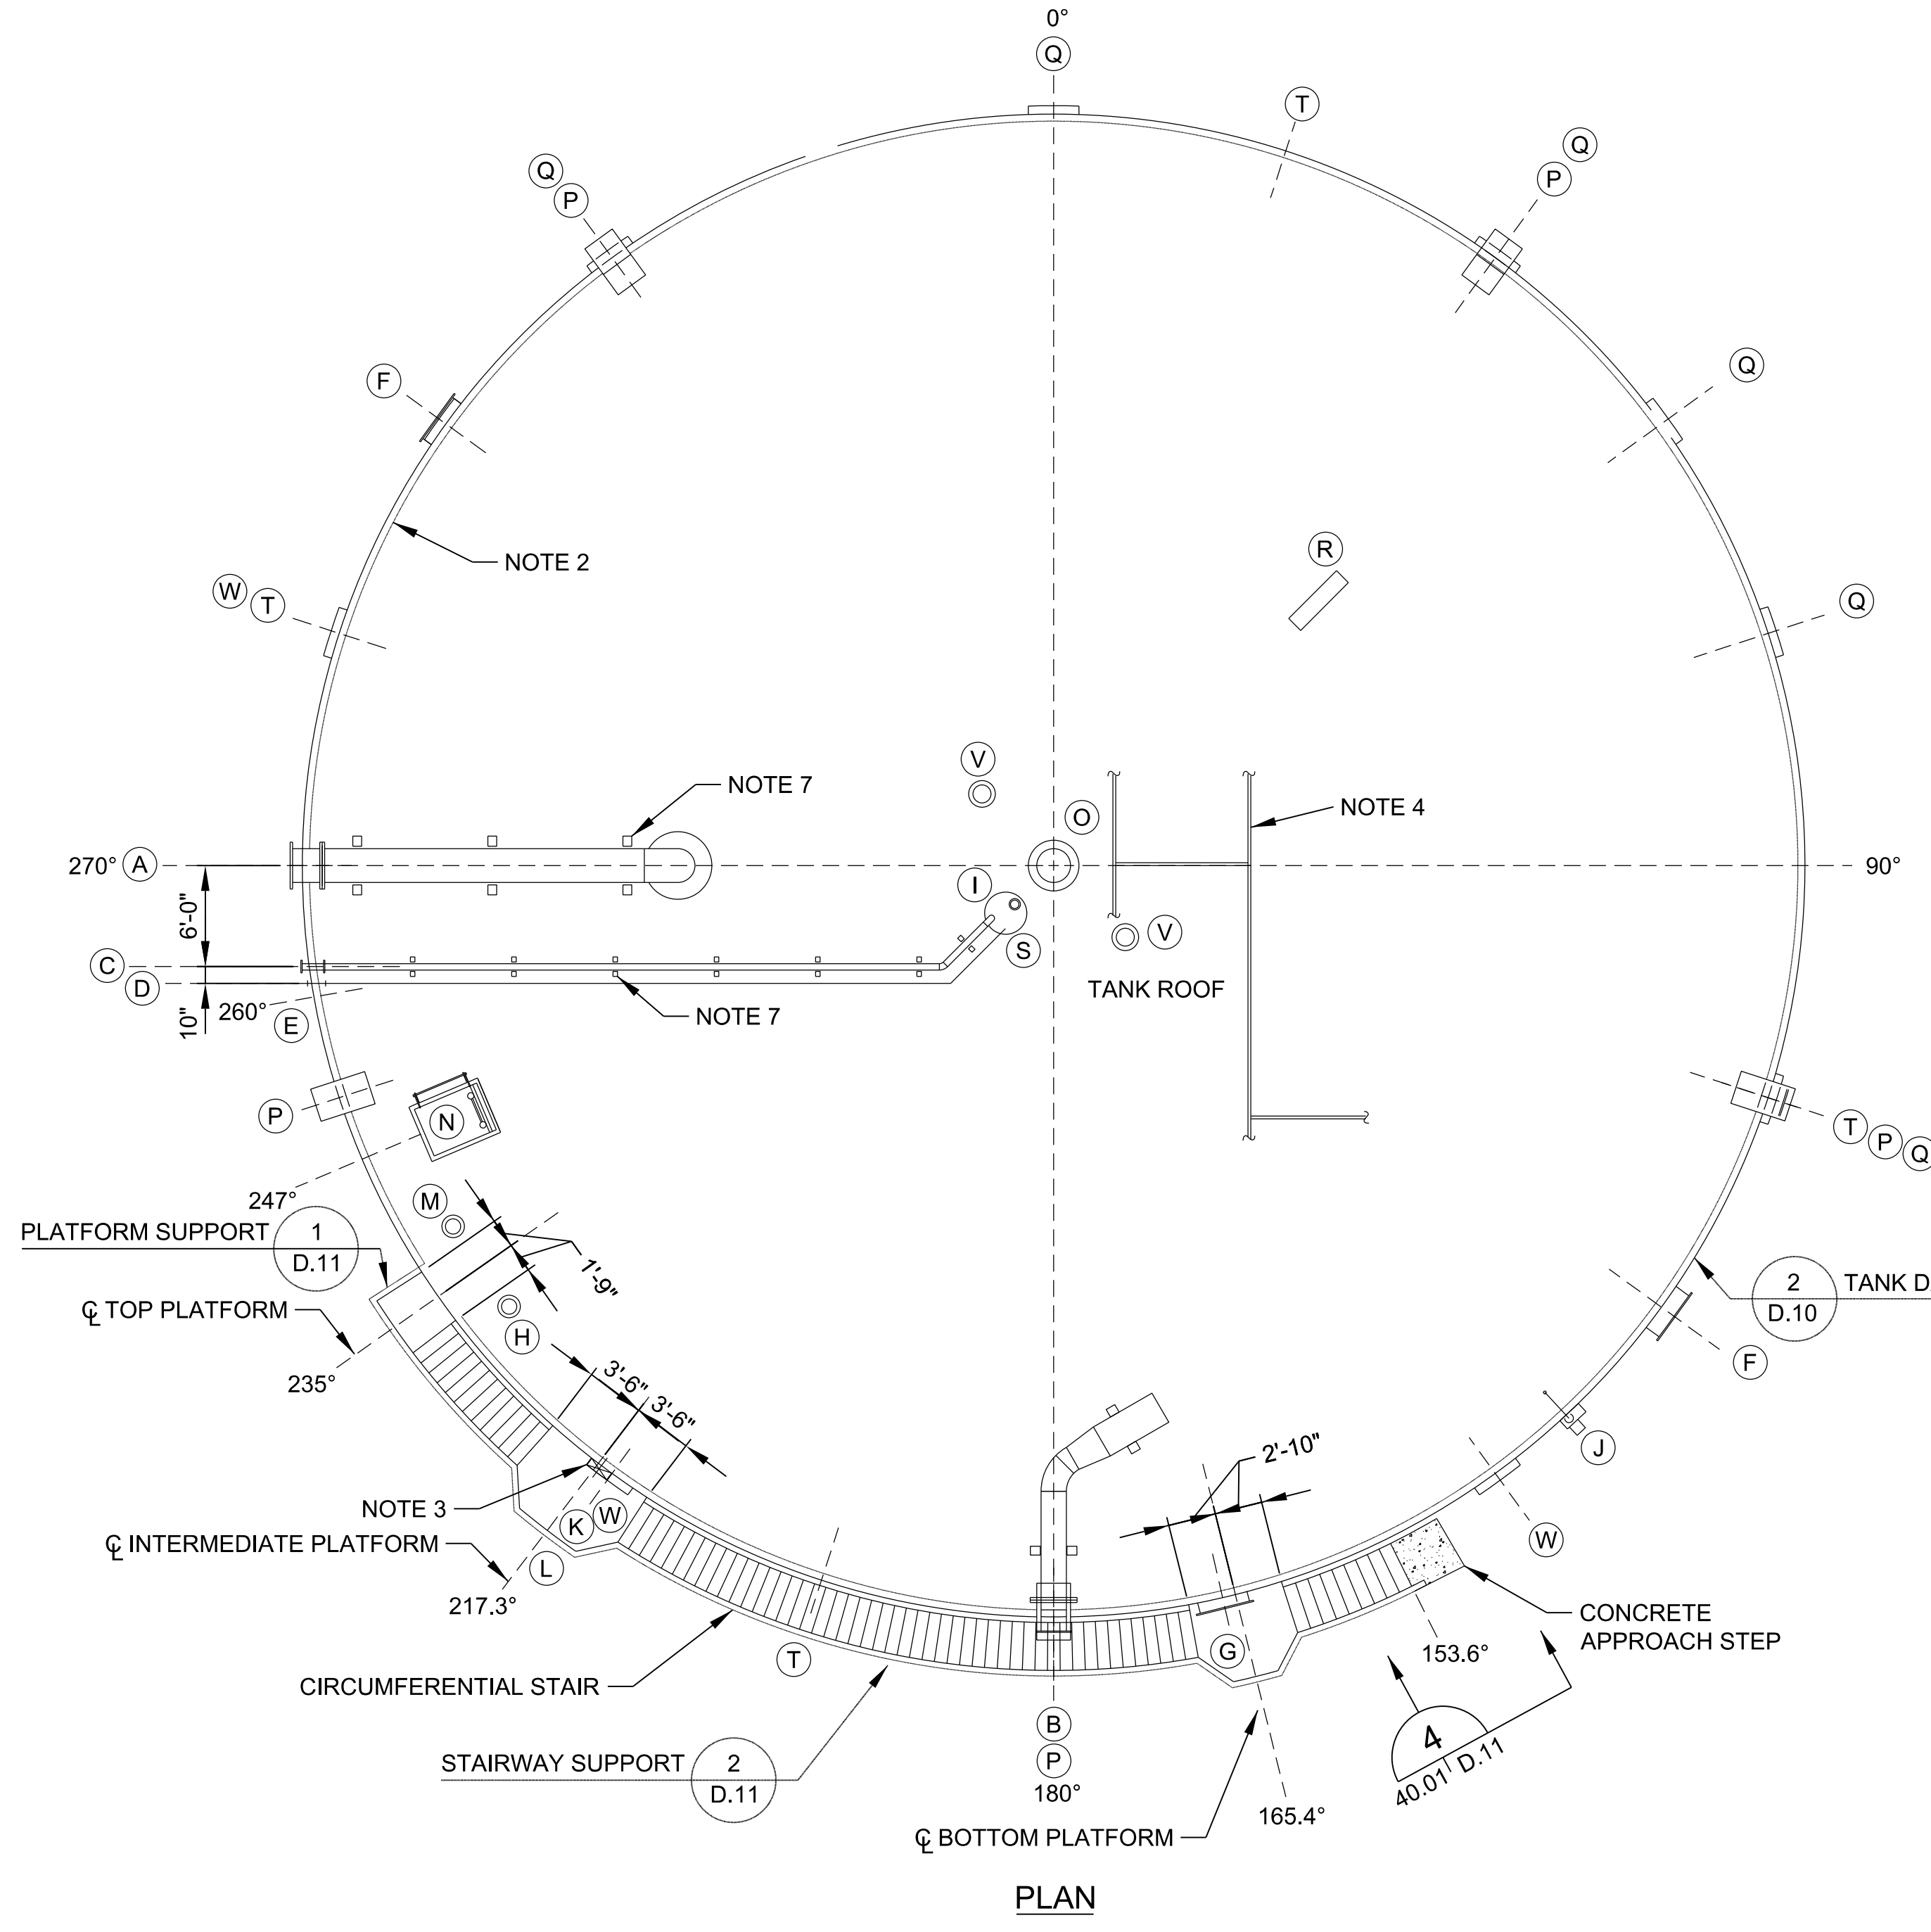 0°
Q
T
Q
P
Q
P
F
Q
NOTE 2
R
W
T
Q
V
NOTE 7
O
NOTE 4
270°
A
90°
I
6'-0"
V
C
S
D
TANK ROOF
260°
10"
E
NOTE 7
P
N
T
P
Q
247°
M
PLATFORM SUPPORT
1
D.11
1'-9"
2
D.10
TANK D
℄ TOP PLATFORM
H
235°
F
3'-6"
3'-6"
2'-10"
J
NOTE 3
K
W
℄ INTERMEDIATE PLATFORM
L
W
217.3°
CONCRETE
APPROACH STEP
G
153.6°
T
CIRCUMFERENTIAL STAIR
B
P
180°
4
40.01
D.11
STAIRWAY SUPPORT
2
D.11
165.4°
℄ BOTTOM PLATFORM
PLAN